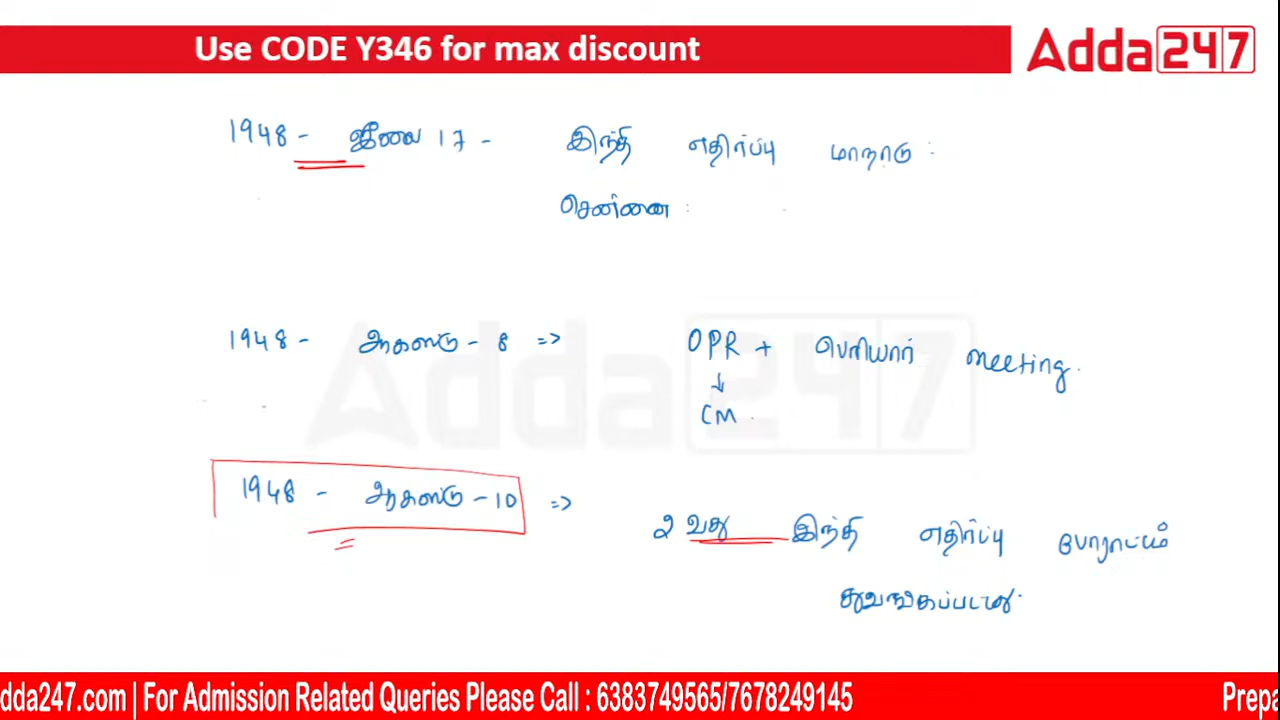 Use CODE Y346 for max discount
Adda247
1948 - ஜூலை 17 - இந்தி எதிர்ப்பு மாநாடு :
சென்னை :
1948 - ஆகஸ்டு - 8 => OPR + பெரியார் meeting.
↓
CM
1948 - ஆகஸ்டு - 10 => 2 வது இந்தி எதிர்ப்பு போராட்டம்
துவங்கப்பட்டது.
dda247.com | For Admission Related Queries Please Call : 6383749565/7678249145 Prepa